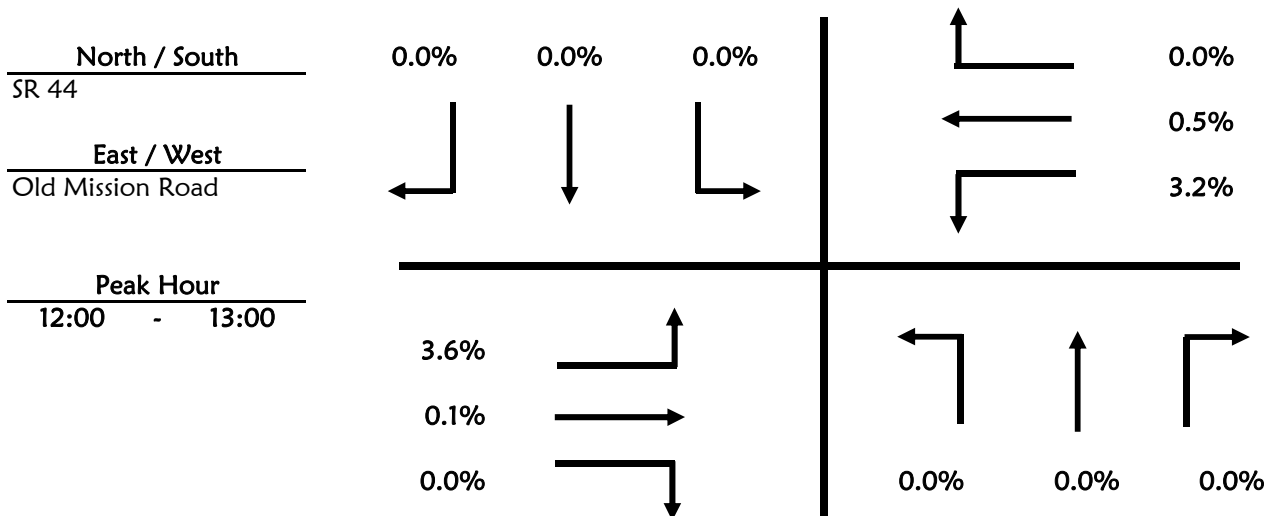 North / South
SR 44
East / West
Old Mission Road
Peak Hour
12:00 - 13:00
0.0% 0.0% 0.0%
0.0%
0.5%
3.2%
3.6%
0.1%
0.0%
0.0% 0.0% 0.0%